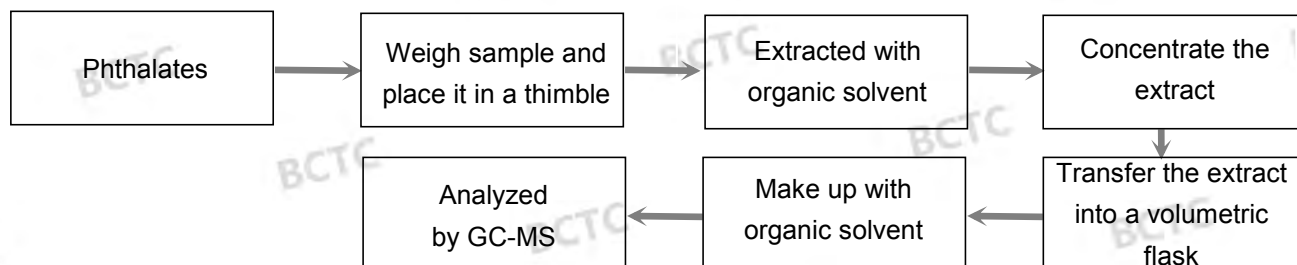 Phthalates
Weigh sample and
place it in a thimble
Extracted with
organic solvent
Concentrate the
extract
Transfer the extract
into a volumetric
flask
Make up with
organic solvent
Analyzed
by GC-MS
BCTC
BCTC
BCTC
BCTC
BCTC
BCTC